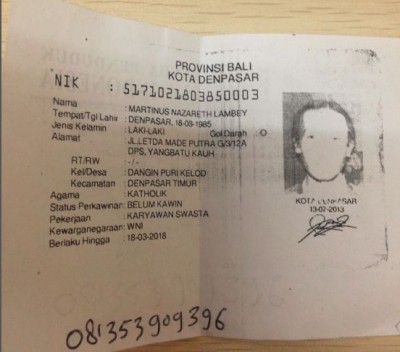 PROVINSI BALI
KOTA DENPASAR
NIK : 5171021803850003
Nama : MARTINUS NAZARETH LAMBEY
Tempat/Tgl Lahir : DENPASAR, 18-03-1985
Jenis Kelamin : LAKI-LAKI Gol Darah O
Alamat : JL.LETDA MADE PUTRA G/3/12A
DPS, YANGBATU KAUH
RT/RW : -/-
Kel/Desa : DANGIN PURI KELOD
Kecamatan : DENPASAR TIMUR
Agama : KATHOLIK
Status Perkawinan: BELUM KAWIN
Pekerjaan : KARYAWAN SWASTA
Kewarganegaraan: WNI
Berlaku Hingga : 18-03-2018
KOTA DENPASAR
13-02-2013
081353909396